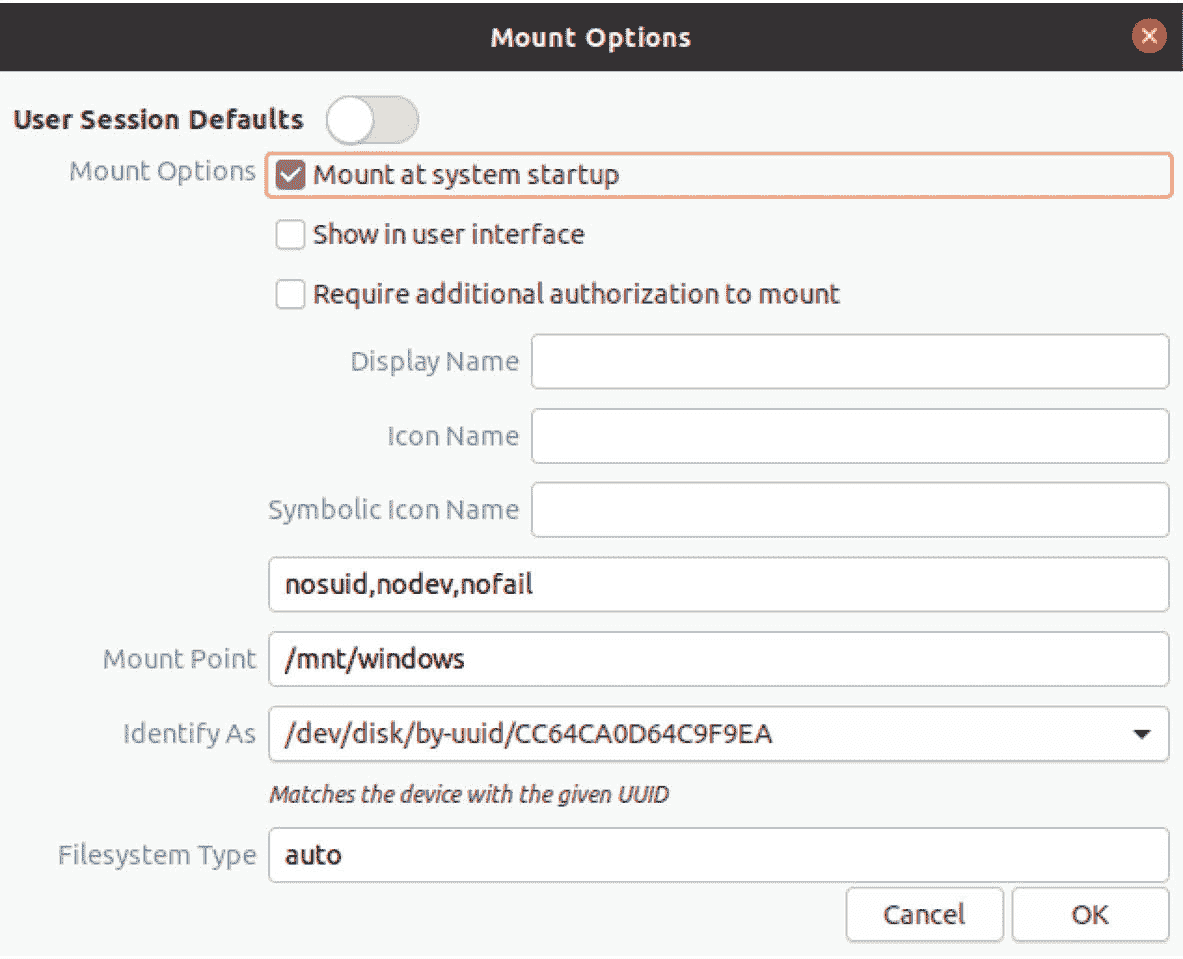 Mount Options
User Session Defaults
Mount Options Mount at system startup
Show in user interface
Require additional authorization to mount
Display Name
Icon Name
Symbolic Icon Name
nosuid,nodev,nofail
Mount Point /mnt/windows
Identify As /dev/disk/by-uuid/CC64CA0D64C9F9EA
Matches the device with the given UUID
Filesystem Type auto
Cancel OK